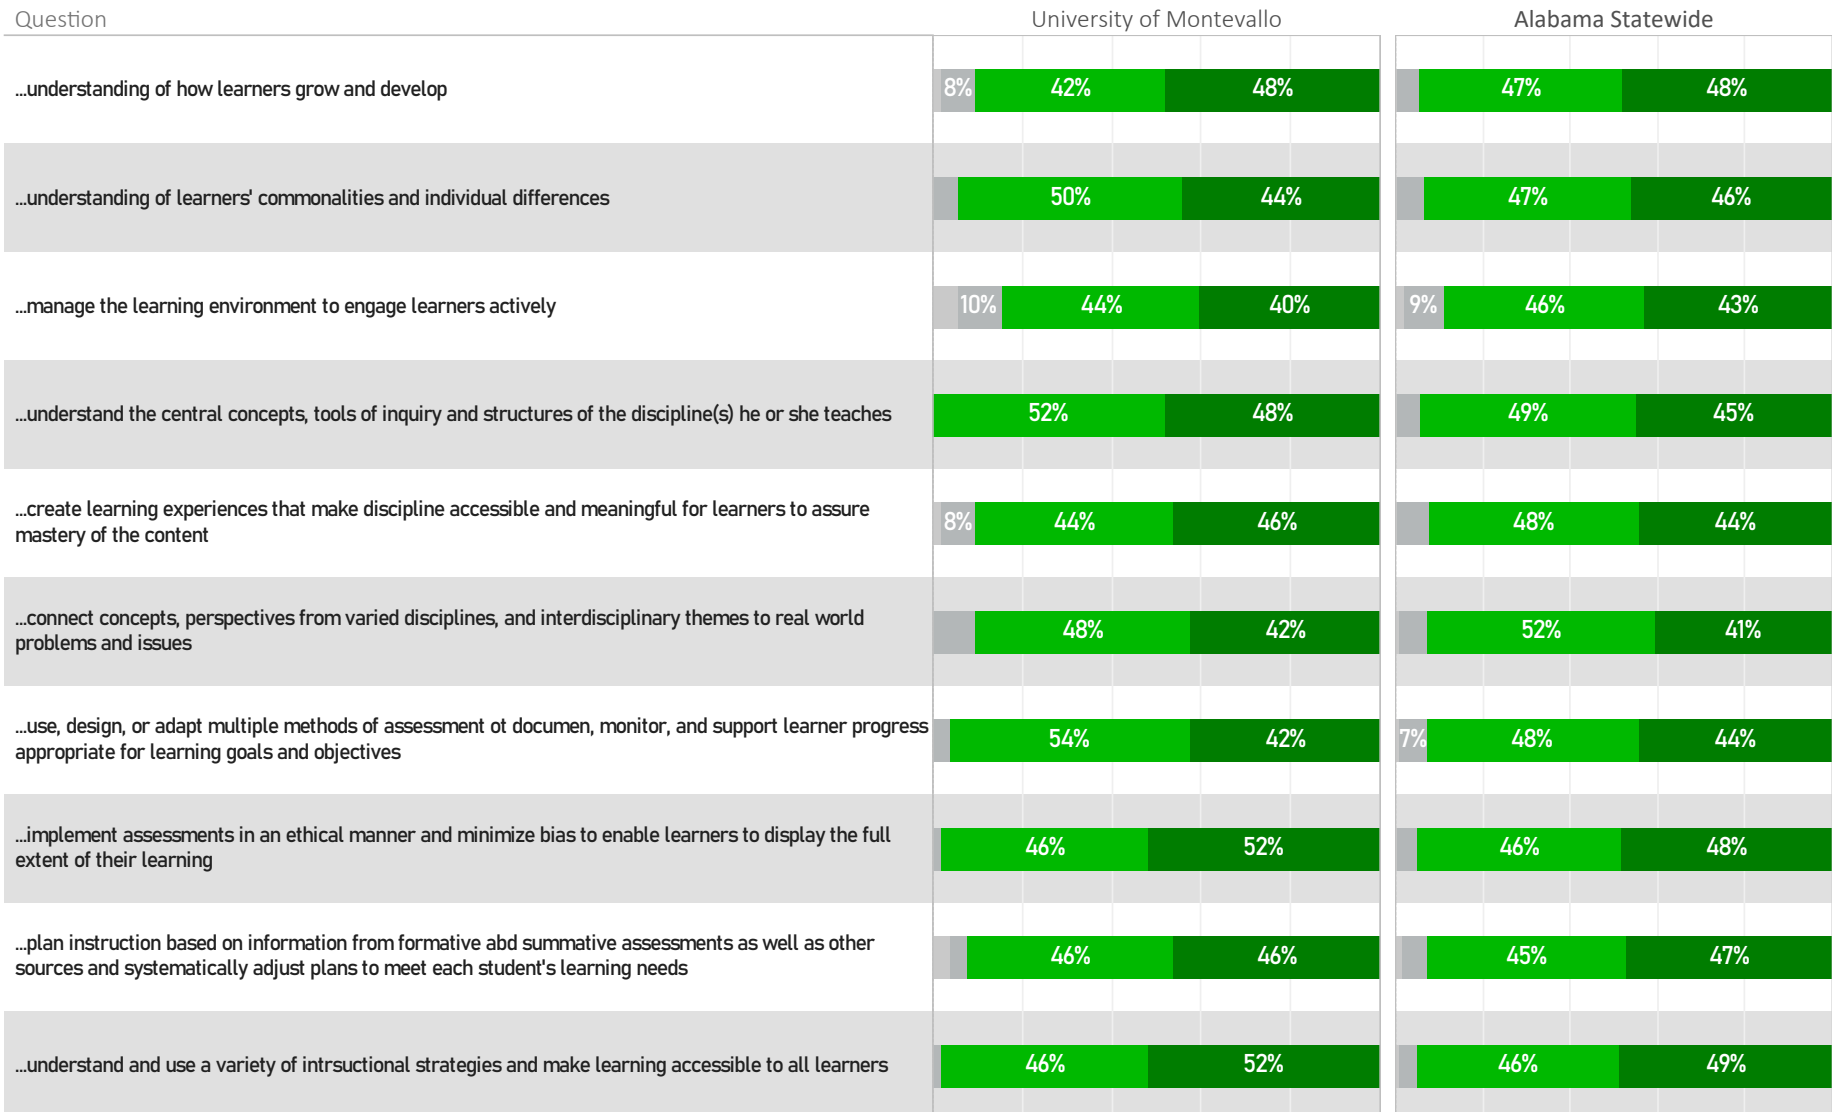 Question University of Montevallo Alabama Statewide
...understanding of how learners grow and develop 8% 42% 48% 47% 48%
...understanding of learners' commonalities and individual differences 50% 44% 47% 46%
...manage the learning environment to engage learners actively 10% 44% 40% 9% 46% 43%
...understand the central concepts, tools of inquiry and structures of the discipline(s) he or she teaches 52% 48% 49% 45%
...create learning experiences that make discipline accessible and meaningful for learners to assure
mastery of the content 8% 44% 46% 48% 44%
...connect concepts, perspectives from varied disciplines, and interdisciplinary themes to real world
problems and issues 48% 42% 52% 41%
...use, design, or adapt multiple methods of assessment ot documen, monitor, and support learner progress
appropriate for learning goals and objectives 54% 42% 7% 48% 44%
...implement assessments in an ethical manner and minimize bias to enable learners to display the full
extent of their learning 46% 52% 46% 48%
...plan instruction based on information from formative abd summative assessments as well as other
sources and systematically adjust plans to meet each student's learning needs 46% 46% 45% 47%
...understand and use a variety of intrsuctional strategies and make learning accessible to all learners 46% 52% 46% 49%